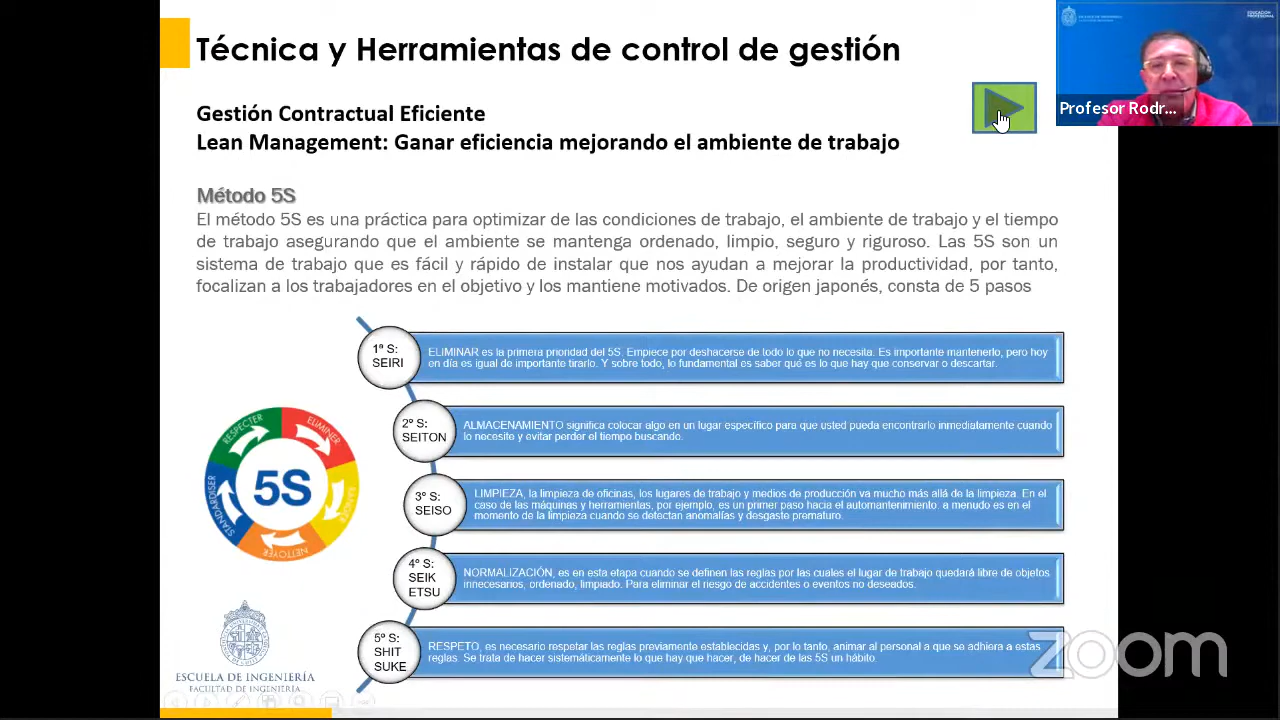 Técnica y Herramientas de control de gestión
ESCUELA DE INGENIERÍA
EDUCACIÓN
PROFESIONAL
Profesor Rodr...
Gestión Contractual Eficiente
Lean Management: Ganar eficiencia mejorando el ambiente de trabajo
Método 5S
El método 5S es una práctica para optimizar de las condiciones de trabajo, el ambiente de trabajo y el tiempo
de trabajo asegurando que el ambiente se mantenga ordenado, limpio, seguro y riguroso. Las 5S son un
sistema de trabajo que es fácil y rápido de instalar que nos ayudan a mejorar la productividad, por tanto,
focalizan a los trabajadores en el objetivo y los mantiene motivados. De origen japonés, consta de 5 pasos
1ª S:
SEIRI
ELIMINAR es la primera prioridad del 5S. Empiece por deshacerse de todo lo que no necesita. Es importante mantenerlo, pero hoy
en día es igual de importante tirarlo. Y sobre todo, lo fundamental es saber qué es lo que hay que conservar o descartar.
2º S:
SEITON
ALMACENAMIENTO significa colocar algo en un lugar específico para que usted pueda encontrarlo inmediatamente cuando
lo necesite y evitar perder el tiempo buscando.
3º S:
SEISO
LIMPIEZA, la limpieza de oficinas, los lugares de trabajo y medios de producción va mucho más allá de la limpieza. En el
caso de las máquinas y herramientas, por ejemplo, es un primer paso hacia el automantenimiento: a menudo es en el
momento de la limpieza cuando se detectan anomalías y desgaste prematuro.
4º S:
SEIK
ETSU
NORMALIZACIÓN, es en esta etapa cuando se definen las reglas por las cuales el lugar de trabajo quedará libre de objetos
innecesarios, ordenado, limpiado. Para eliminar el riesgo de accidentes o eventos no deseados.
5º S:
SHIT
SUKE
RESPETO, es necesario respetar las reglas previamente establecidas y, por lo tanto, animar al personal a que se adhiera a estas
reglas. Se trata de hacer sistemáticamente lo que hay que hacer, de hacer de las 5S un hábito.
RESPECTER
ELIMINER
RANGER
NETTOYER
STANDARDISER
5S
ESCUELA DE INGENIERÍA
FACULTAD DE INGENIERÍA
zoom